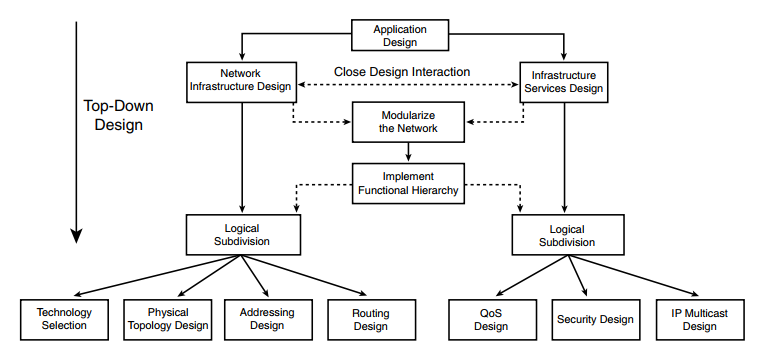 Application
Design
Network
Infrastructure Design
Close Design Interaction
Infrastructure
Services Design
Top-Down
Design
Modularize
the Network
Implement
Functional Hierarchy
Logical
Subdivision
Logical
Subdivision
Technology
Selection
Physical
Topology Design
Addressing
Design
Routing
Design
QoS
Design
Security Design
IP Multicast
Design